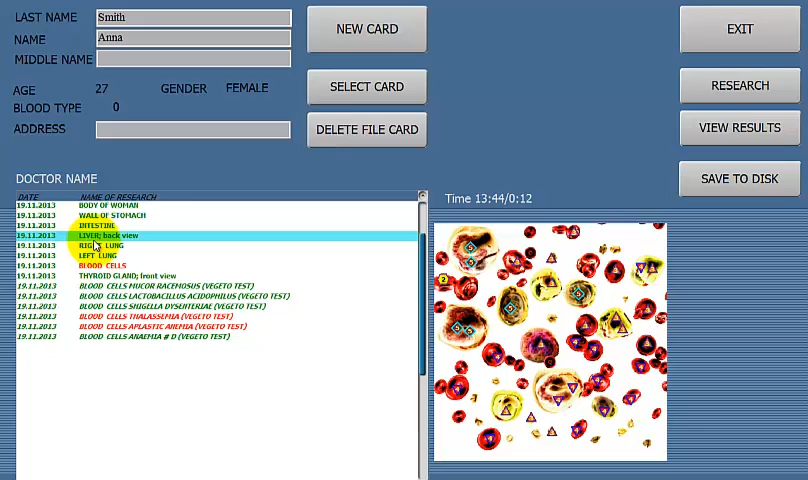 LAST NAME Smith
NAME Anna
MIDDLE NAME
AGE 27 GENDER FEMALE
BLOOD TYPE 0
ADDRESS
NEW CARD
SELECT CARD
DELETE FILE CARD
EXIT
RESEARCH
VIEW RESULTS
SAVE TO DISK
DOCTOR NAME
DATE NAME OF RESEARCH
19.11.2013 BODY OF WOMAN
19.11.2013 WALL OF STOMACH
19.11.2013 INTESTINE
19.11.2013 LIVER; back view
19.11.2013 RIGHT LUNG
19.11.2013 LEFT LUNG
19.11.2013 BLOOD CELLS
19.11.2013 THYROID GLAND; front view
19.11.2013 BLOOD CELLS MUCOR RACEMOSUS (VEGETO TEST)
19.11.2013 BLOOD CELLS LACTOBACILLUS ACIDOPHILUS (VEGETO TEST)
19.11.2013 BLOOD CELLS SHIGELLA DYSINTERIAE (VEGETO TEST)
19.11.2013 BLOOD CELLS THALASSEMIA (VEGETO TEST)
19.11.2013 BLOOD CELLS APLASTIC ANEMIA (VEGETO TEST)
19.11.2013 BLOOD CELLS ANAEMIA # D (VEGETO TEST)
Time 13:44/0:12